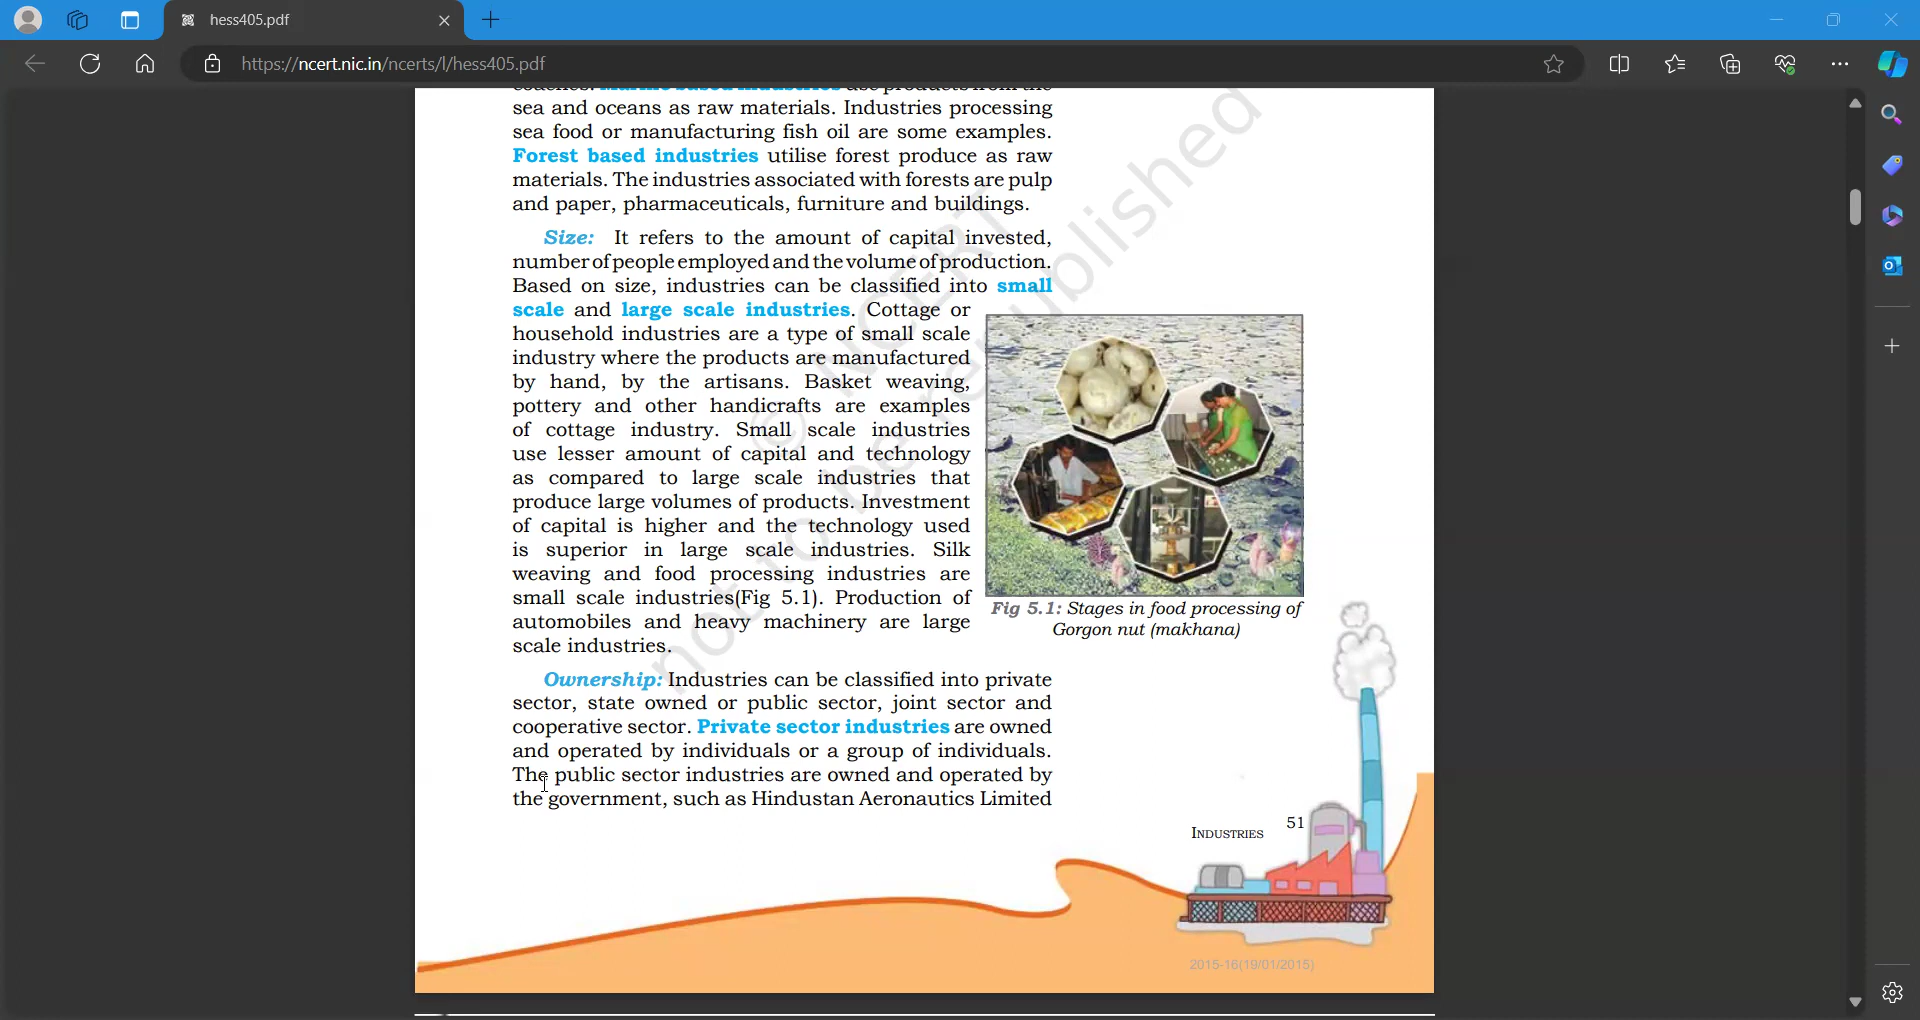 hess405.pdf
https://ncert.nic.in/ncerts/l/hess405.pdf
sea and oceans as raw materials. Industries processing
sea food or manufacturing fish oil are some examples.
Forest based industries utilise forest produce as raw
materials. The industries associated with forests are pulp
and paper, pharmaceuticals, furniture and buildings.
Size: It refers to the amount of capital invested,
number of people employed and the volume of production.
Based on size, industries can be classified into small
scale and large scale industries. Cottage or
household industries are a type of small scale
industry where the products are manufactured
by hand, by the artisans. Basket weaving,
pottery and other handicrafts are examples
of cottage industry. Small scale industries
use lesser amount of capital and technology
as compared to large scale industries that
produce large volumes of products. Investment
of capital is higher and the technology used
is superior in large scale industries. Silk
weaving and food processing industries are
small scale industries(Fig 5.1). Production of
automobiles and heavy machinery are large
scale industries.
Fig 5.1: Stages in food processing of
Gorgon nut (makhana)
Ownership: Industries can be classified into private
sector, state owned or public sector, joint sector and
cooperative sector. Private sector industries are owned
and operated by individuals or a group of individuals.
The public sector industries are owned and operated by
the government, such as Hindustan Aeronautics Limited
INDUSTRIES 51
2015-16(19/01/2015)
© NCERT
not to be republished